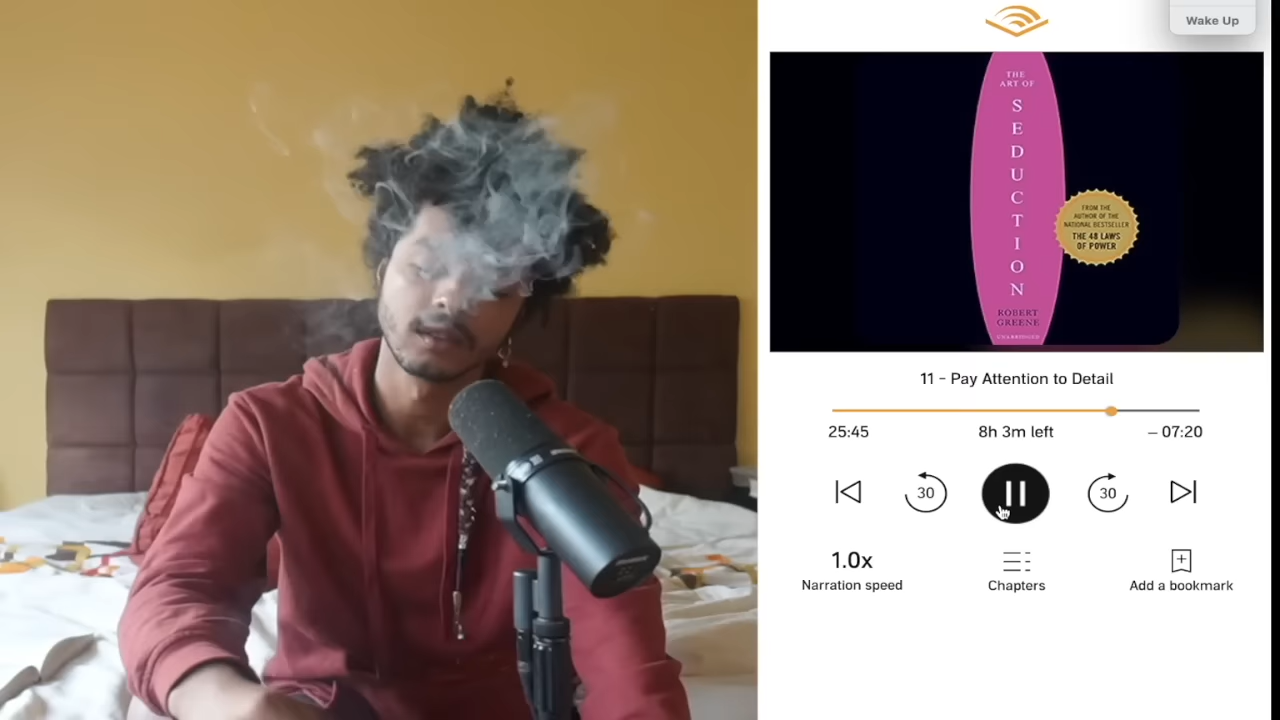 Wake Up
THE
ART OF
SEDUCTION
FROM THE
AUTHOR OF THE
NATIONAL BESTSELLER
THE 48 LAWS
OF POWER
ROBERT
GREENE
UNABRIDGED
11 - Pay Attention to Detail
25:45
8h 3m left
– 07:20
30
30
1.0x
Narration speed
Chapters
Add a bookmark